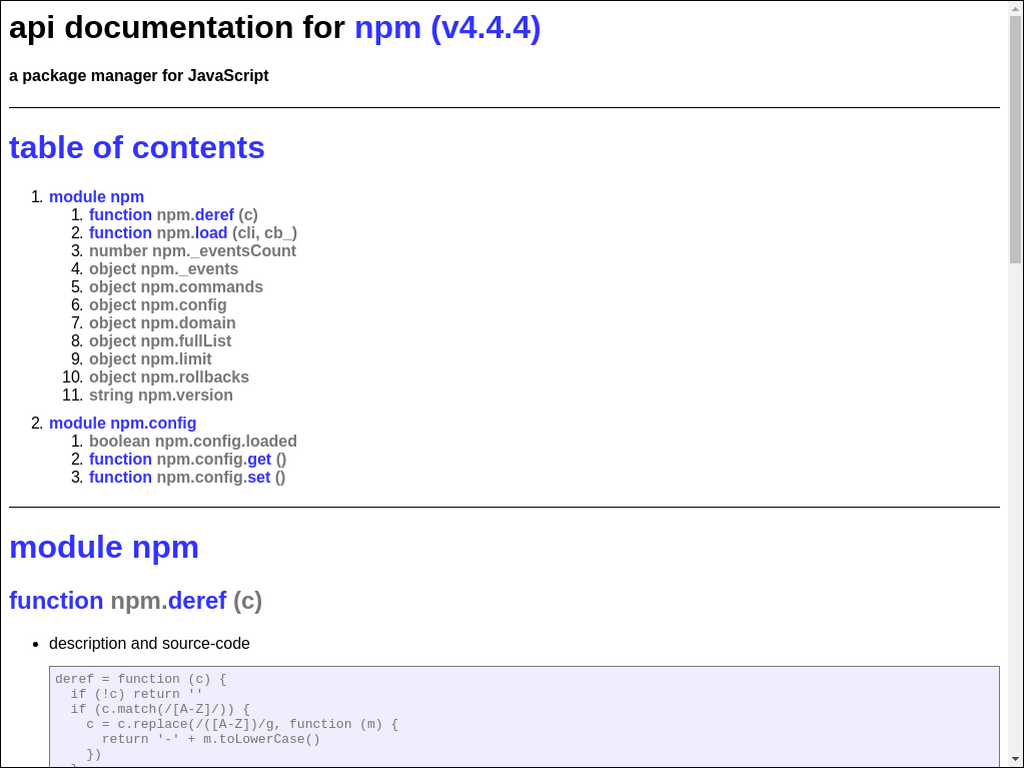 api documentation for npm (v4.4.4)
a package manager for JavaScript
table of contents
1. module npm
1. function npm.deref (c)
2. function npm.load (cli, cb_)
3. number npm._eventsCount
4. object npm._events
5. object npm.commands
6. object npm.config
7. object npm.domain
8. object npm.fullList
9. object npm.limit
10. object npm.rollbacks
11. string npm.version
2. module npm.config
1. boolean npm.config.loaded
2. function npm.config.get ()
3. function npm.config.set ()
module npm
function npm.deref (c)
• description and source-code
deref = function (c) {
  if (!c) return ''
  if (c.match(/[A-Z]/)) {
    c = c.replace(/([A-Z])/g, function (m) {
      return '-' + m.toLowerCase()
    })
  }